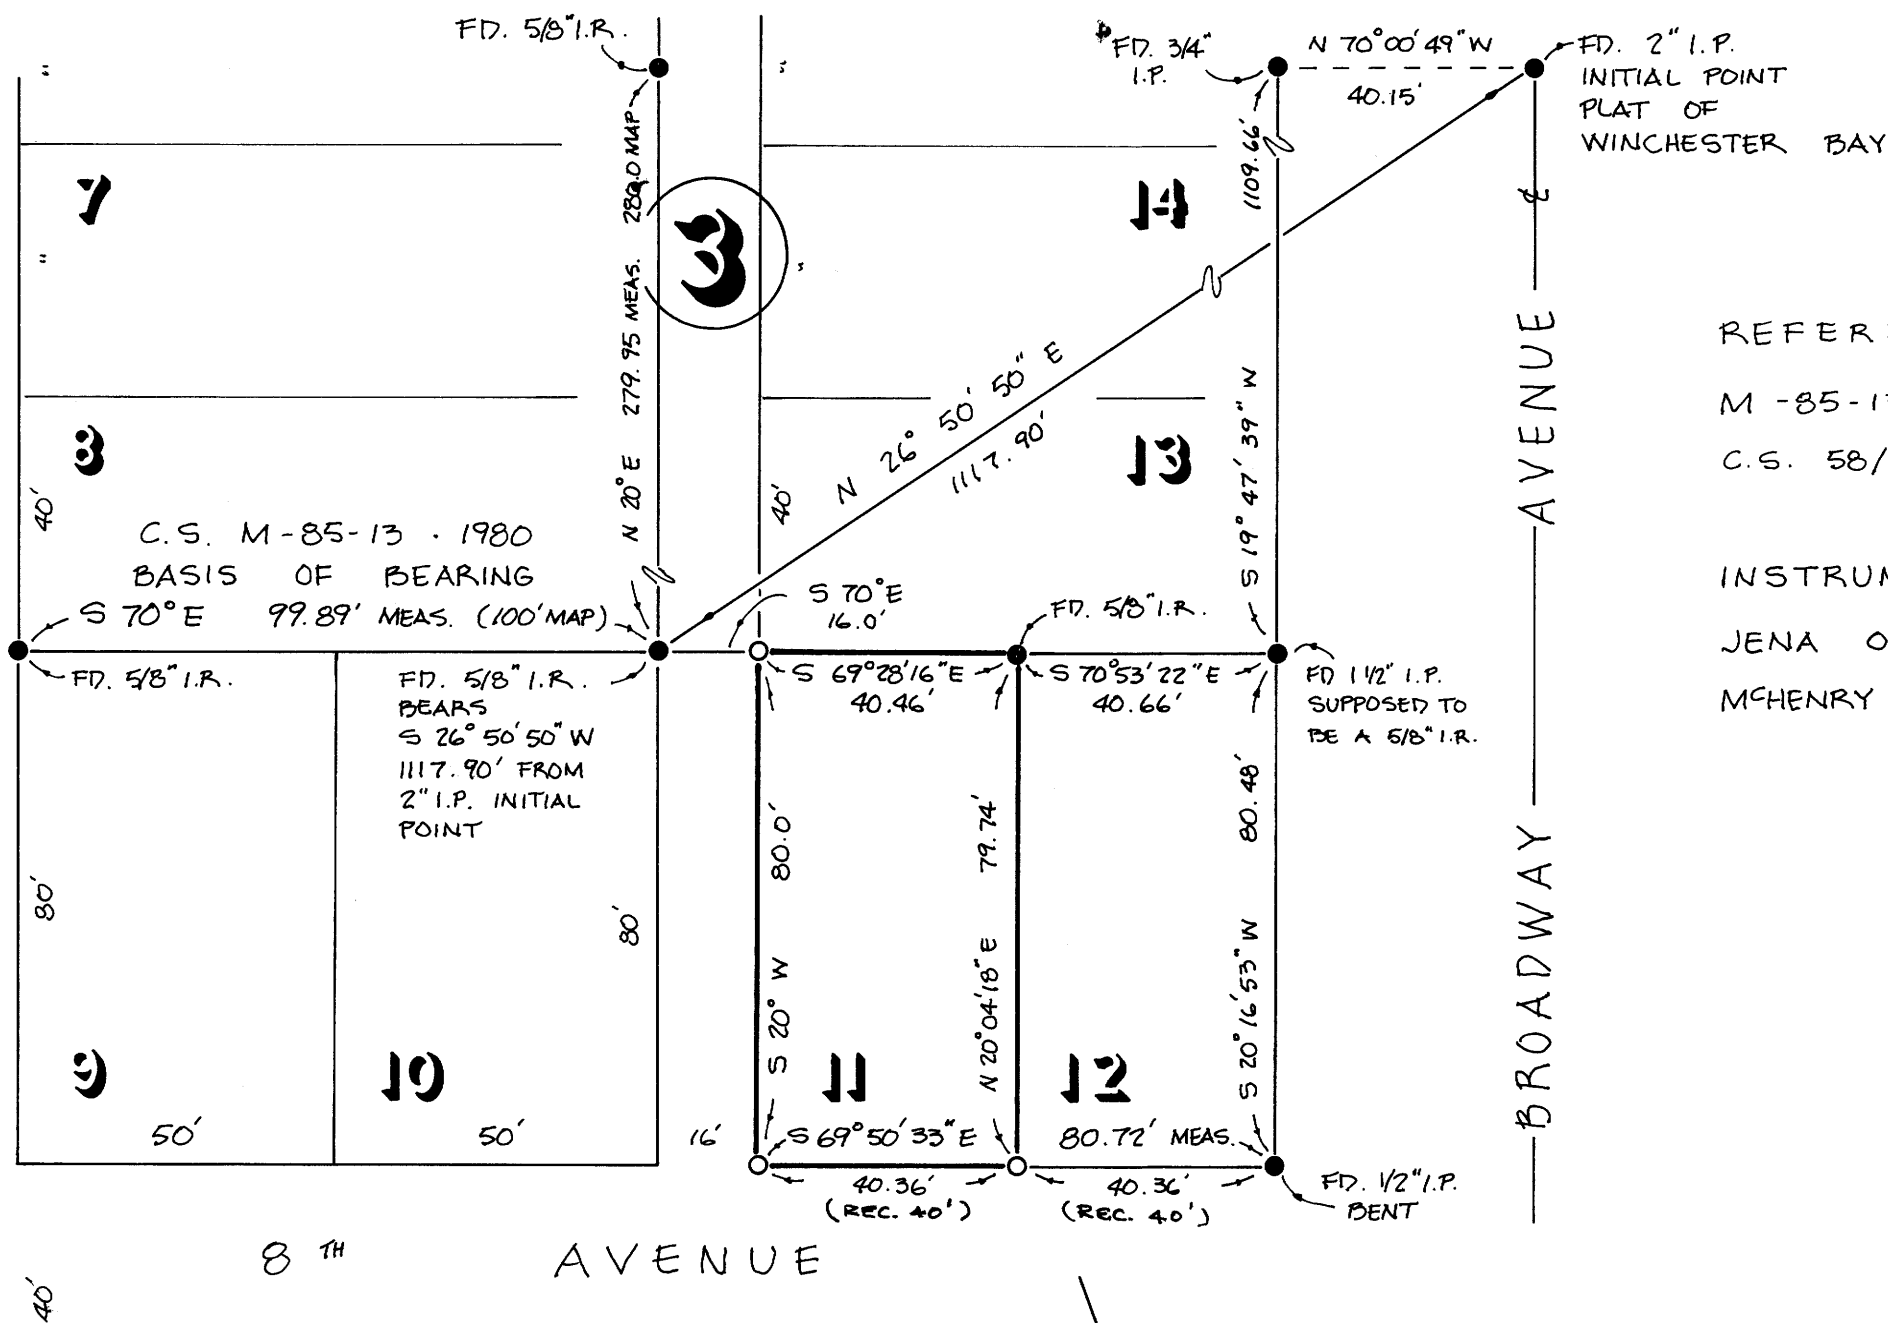 FD. 5/8" I.R.
FD. 3/4"
I.P.
N 70°00'49" W
40.15'
FD. 2" I.P.
INITIAL POINT
PLAT OF
WINCHESTER BAY
7
3
14
N 20° E 279.95 MEAS. 280.0 MAP
1109.66'
S 19° 47' 39" W
8
40'
40'
13
N 26° 50' 50" E
1117.90'
REFER
M-85-1
C.S. 58/
INSTRUM
JENA O
MCHENRY
BROADWAY AVENUE
C.S. M-85-13 . 1980
BASIS OF BEARING
S 70° E 99.89' MEAS. (100' MAP)
S 70° E
16.0'
FD. 5/8" I.R.
FD. 5/8" I.R.
FD. 5/8" I.R.
BEARS
S 26° 50' 50" W
1117.90' FROM
2" I.P. INITIAL
POINT
S 69°28'16" E
40.46'
S 70°53'22" E
40.66'
FD 1 1/2" I.P.
SUPPOSED TO
BE A 5/8" I.R.
80'
80'
S 20° W 80.0'
N 20°04'18" E 79.74'
S 20° 16' 53" W 80.48'
9
10
11
12
50'
50'
16'
S 69° 50' 33" E
80.72' MEAS.
40.36'
(REC. 40')
40.36'
(REC. 40')
FD. 1/2" I.P.
BENT
8 TH AVENUE
40'